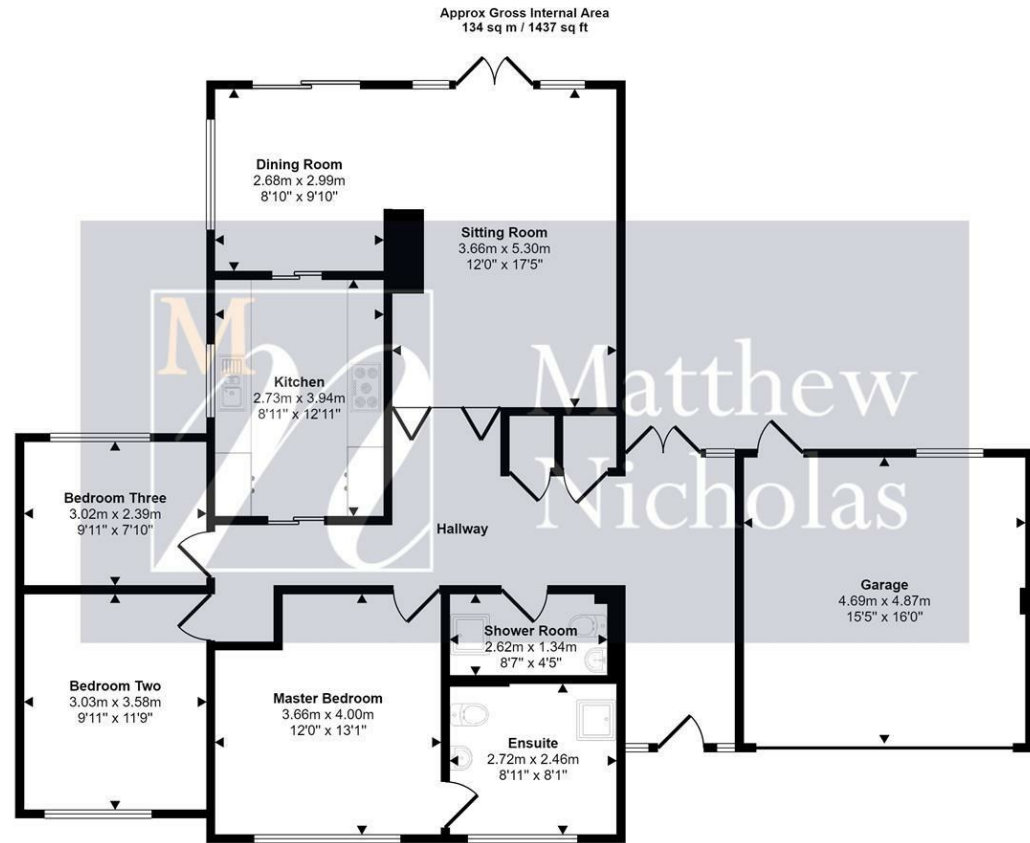 Approx Gross Internal Area
134 sq m / 1437 sq ft
Dining Room
2.68m x 2.99m
8'10" x 9'10"
Sitting Room
3.66m x 5.30m
12'0" x 17'5"
M
n
Matthew
Nicholas
Kitchen
2.73m x 3.94m
8'11" x 12'11"
Bedroom Three
3.02m x 2.39m
9'11" x 7'10"
Hallway
Garage
4.69m x 4.87m
15'5" x 16'0"
Shower Room
2.62m x 1.34m
8'7" x 4'5"
Bedroom Two
3.03m x 3.58m
9'11" x 11'9"
Master Bedroom
3.66m x 4.00m
12'0" x 13'1"
Ensuite
2.72m x 2.46m
8'11" x 8'1"